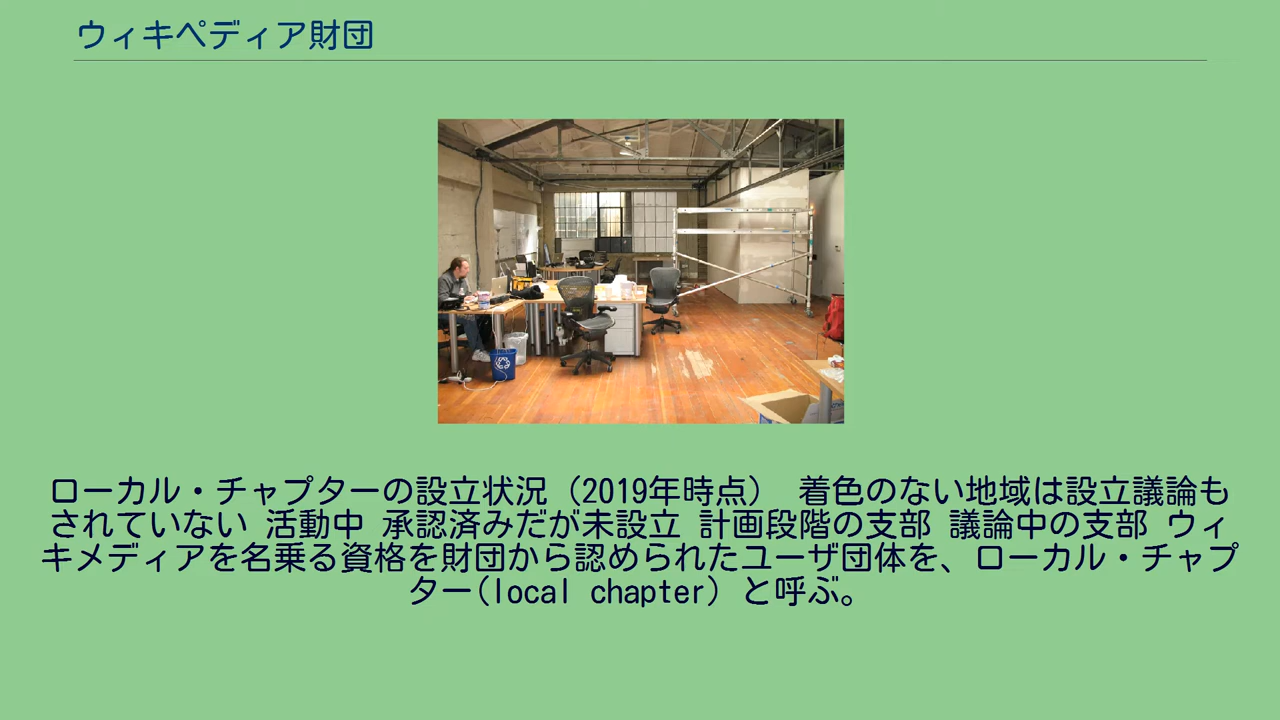 ウィキペディア財団
ローカル・チャプターの設立状況（2019年時点） 着色のない地域は設立議論も
されていない 活動中 承認済みだが未設立 計画段階の支部 議論中の支部 ウィ
キメディアを名乗る資格を財団から認められたユーザ団体を、ローカル・チャプ
ター(local chapter) と呼ぶ。